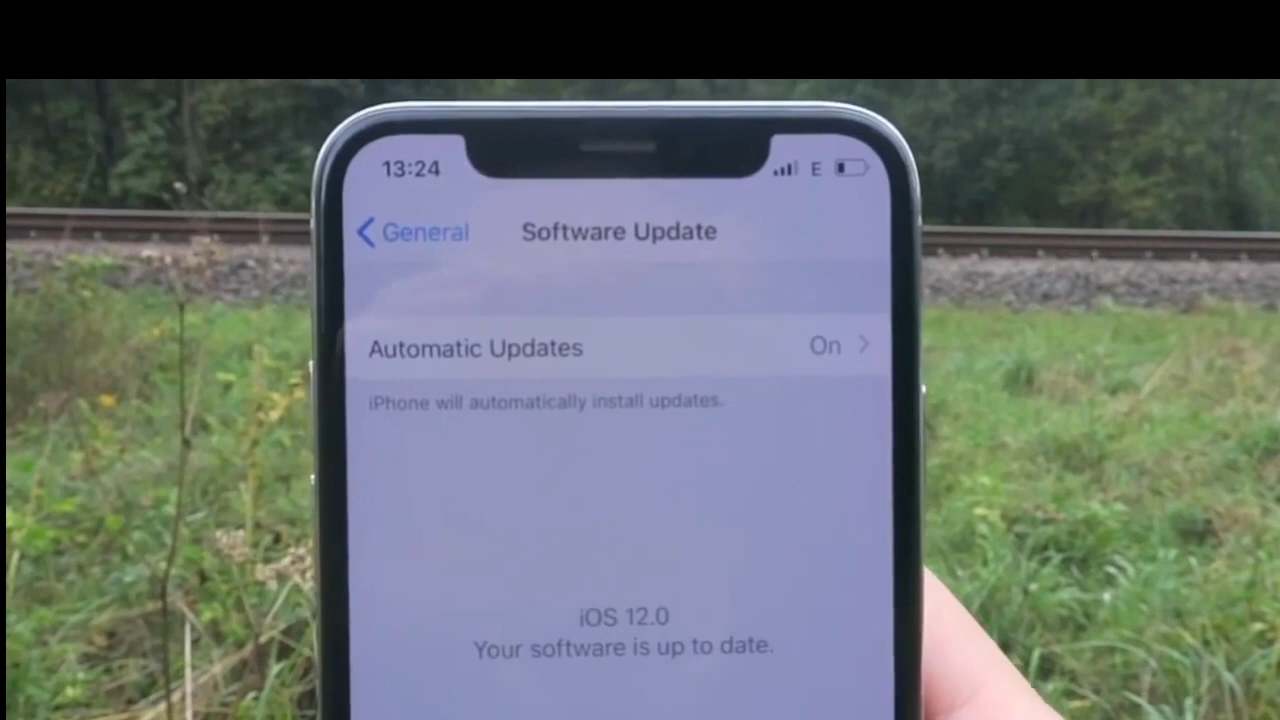 13:24 E
General Software Update
Automatic Updates On
iPhone will automatically install updates.
iOS 12.0
Your software is up to date.